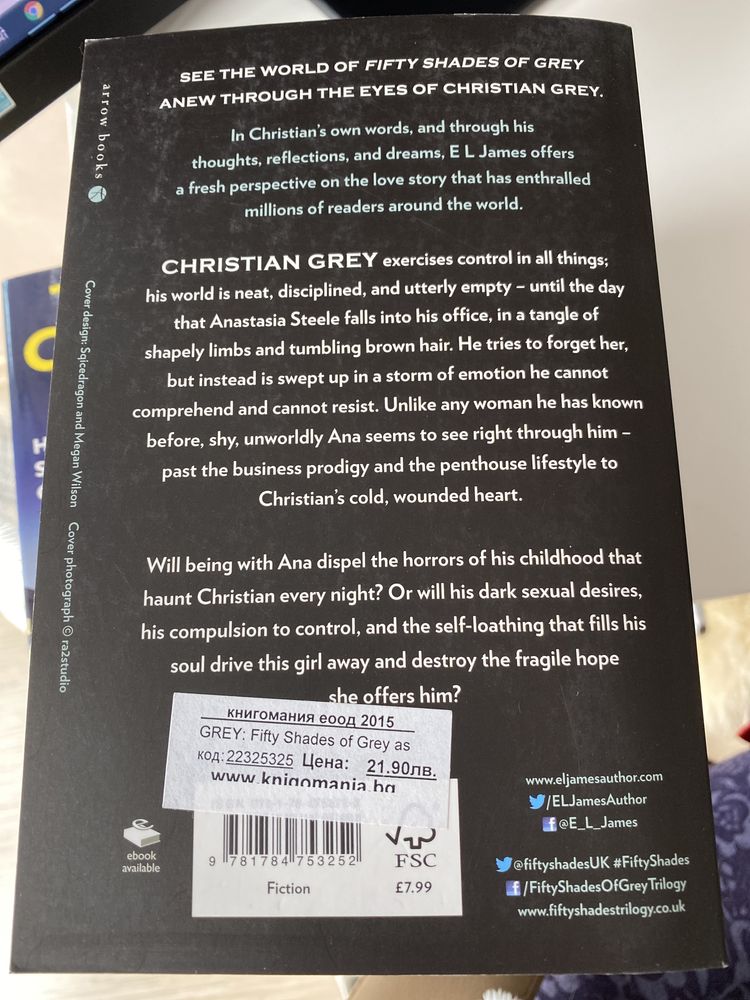 SEE THE WORLD OF FIFTY SHADES OF GREY
ANEW THROUGH THE EYES OF CHRISTIAN GREY.
In Christian's own words, and through his
thoughts, reflections, and dreams, E L James offers
a fresh perspective on the love story that has enthralled
millions of readers around the world.
CHRISTIAN GREY exercises control in all things;
his world is neat, disciplined, and utterly empty – until the day
that Anastasia Steele falls into his office, in a tangle of
shapely limbs and tumbling brown hair. He tries to forget her,
but instead is swept up in a storm of emotion he cannot
comprehend and cannot resist. Unlike any woman he has known
before, shy, unworldly Ana seems to see right through him –
past the business prodigy and the penthouse lifestyle to
Christian's cold, wounded heart.
Will being with Ana dispel the horrors of his childhood that
haunt Christian every night? Or will his dark sexual desires,
his compulsion to control, and the self-loathing that fills his
soul drive this girl away and destroy the fragile hope
she offers him?
arrow books
Cover design: Sqicedragon and Megan Wilson Cover photograph © ra2studio
книгомания еоод 2015
GREY: Fifty Shades of Grey as
код: 22325325 Цена: 21.90лв.
www.knigomania.bg
9 781784 753252
Fiction
FSC
£7.99
ebook
available
www.eljamesauthor.com
/ELJamesAuthor
@E_L_James
@fiftyshadesUK #FiftyShades
/FiftyShadesOfGreyTrilogy
www.fiftyshadestrilogy.co.uk